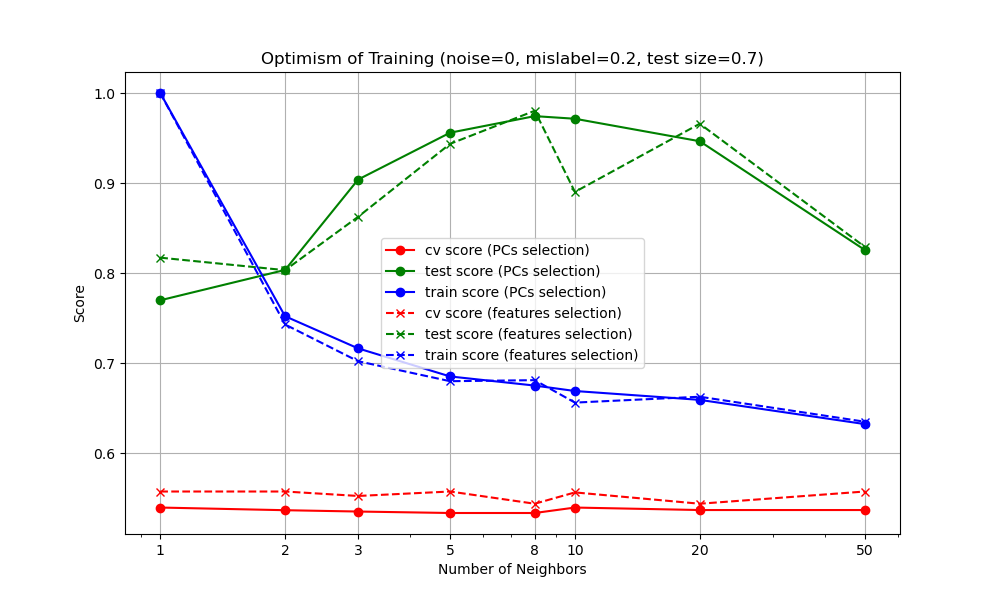 Optimism of Training (noise=0, mislabel=0.2, test size=0.7)
1.0
0.9
0.8
0.7
0.6
Score
cv score (PCs selection)
test score (PCs selection)
train score (PCs selection)
cv score (features selection)
test score (features selection)
train score (features selection)
1 2 3 5 8 10 20 50
Number of Neighbors